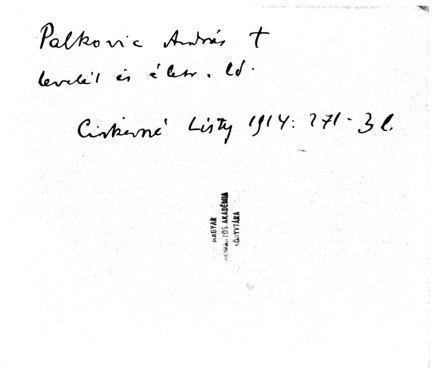 Palkovic András †
levelét és életr. ld.
Cirkevné Listy 1914: 271-3 l.
MAGYAR
TUDOMÁNYOS AKADÉMIA
KÖNYVTÁRA